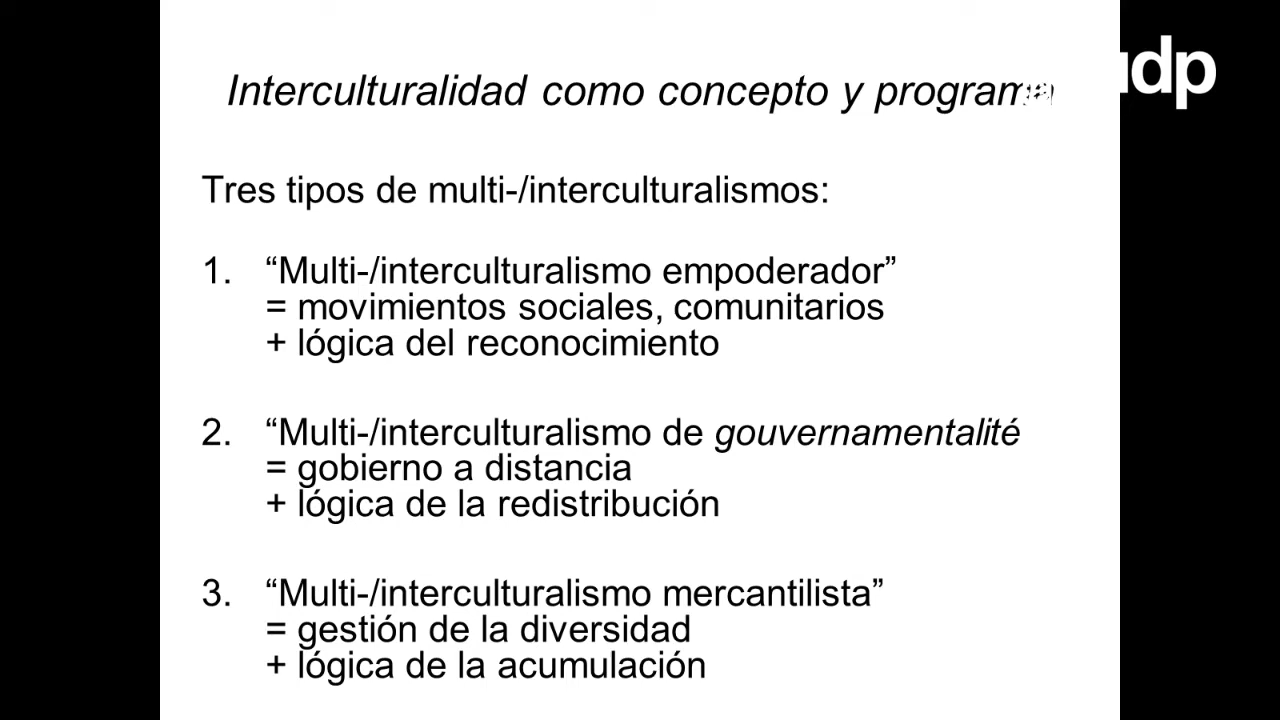 udp
Interculturalidad como concepto y programa
Tres tipos de multi-/interculturalismos:
1. “Multi-/interculturalismo empoderador”
= movimientos sociales, comunitarios
+ lógica del reconocimiento
2. “Multi-/interculturalismo de gouvernamentalité
= gobierno a distancia
+ lógica de la redistribución
3. “Multi-/interculturalismo mercantilista”
= gestión de la diversidad
+ lógica de la acumulación